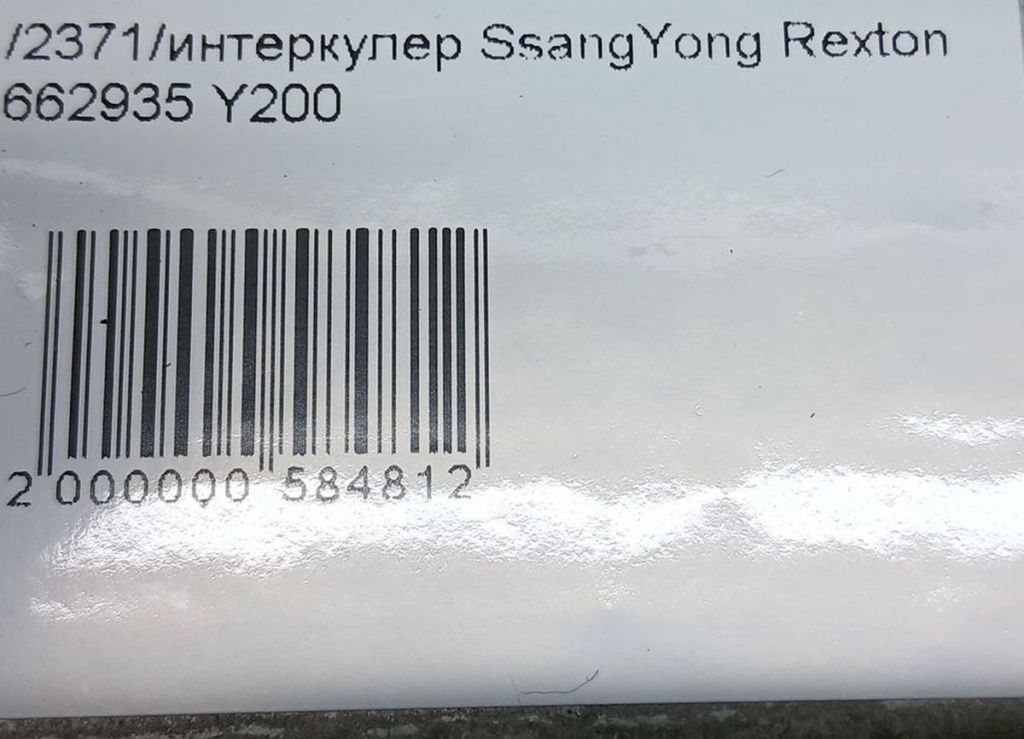 /2371/интеркулер SsangYong Rexton
662935 Y200
2 000000 584812